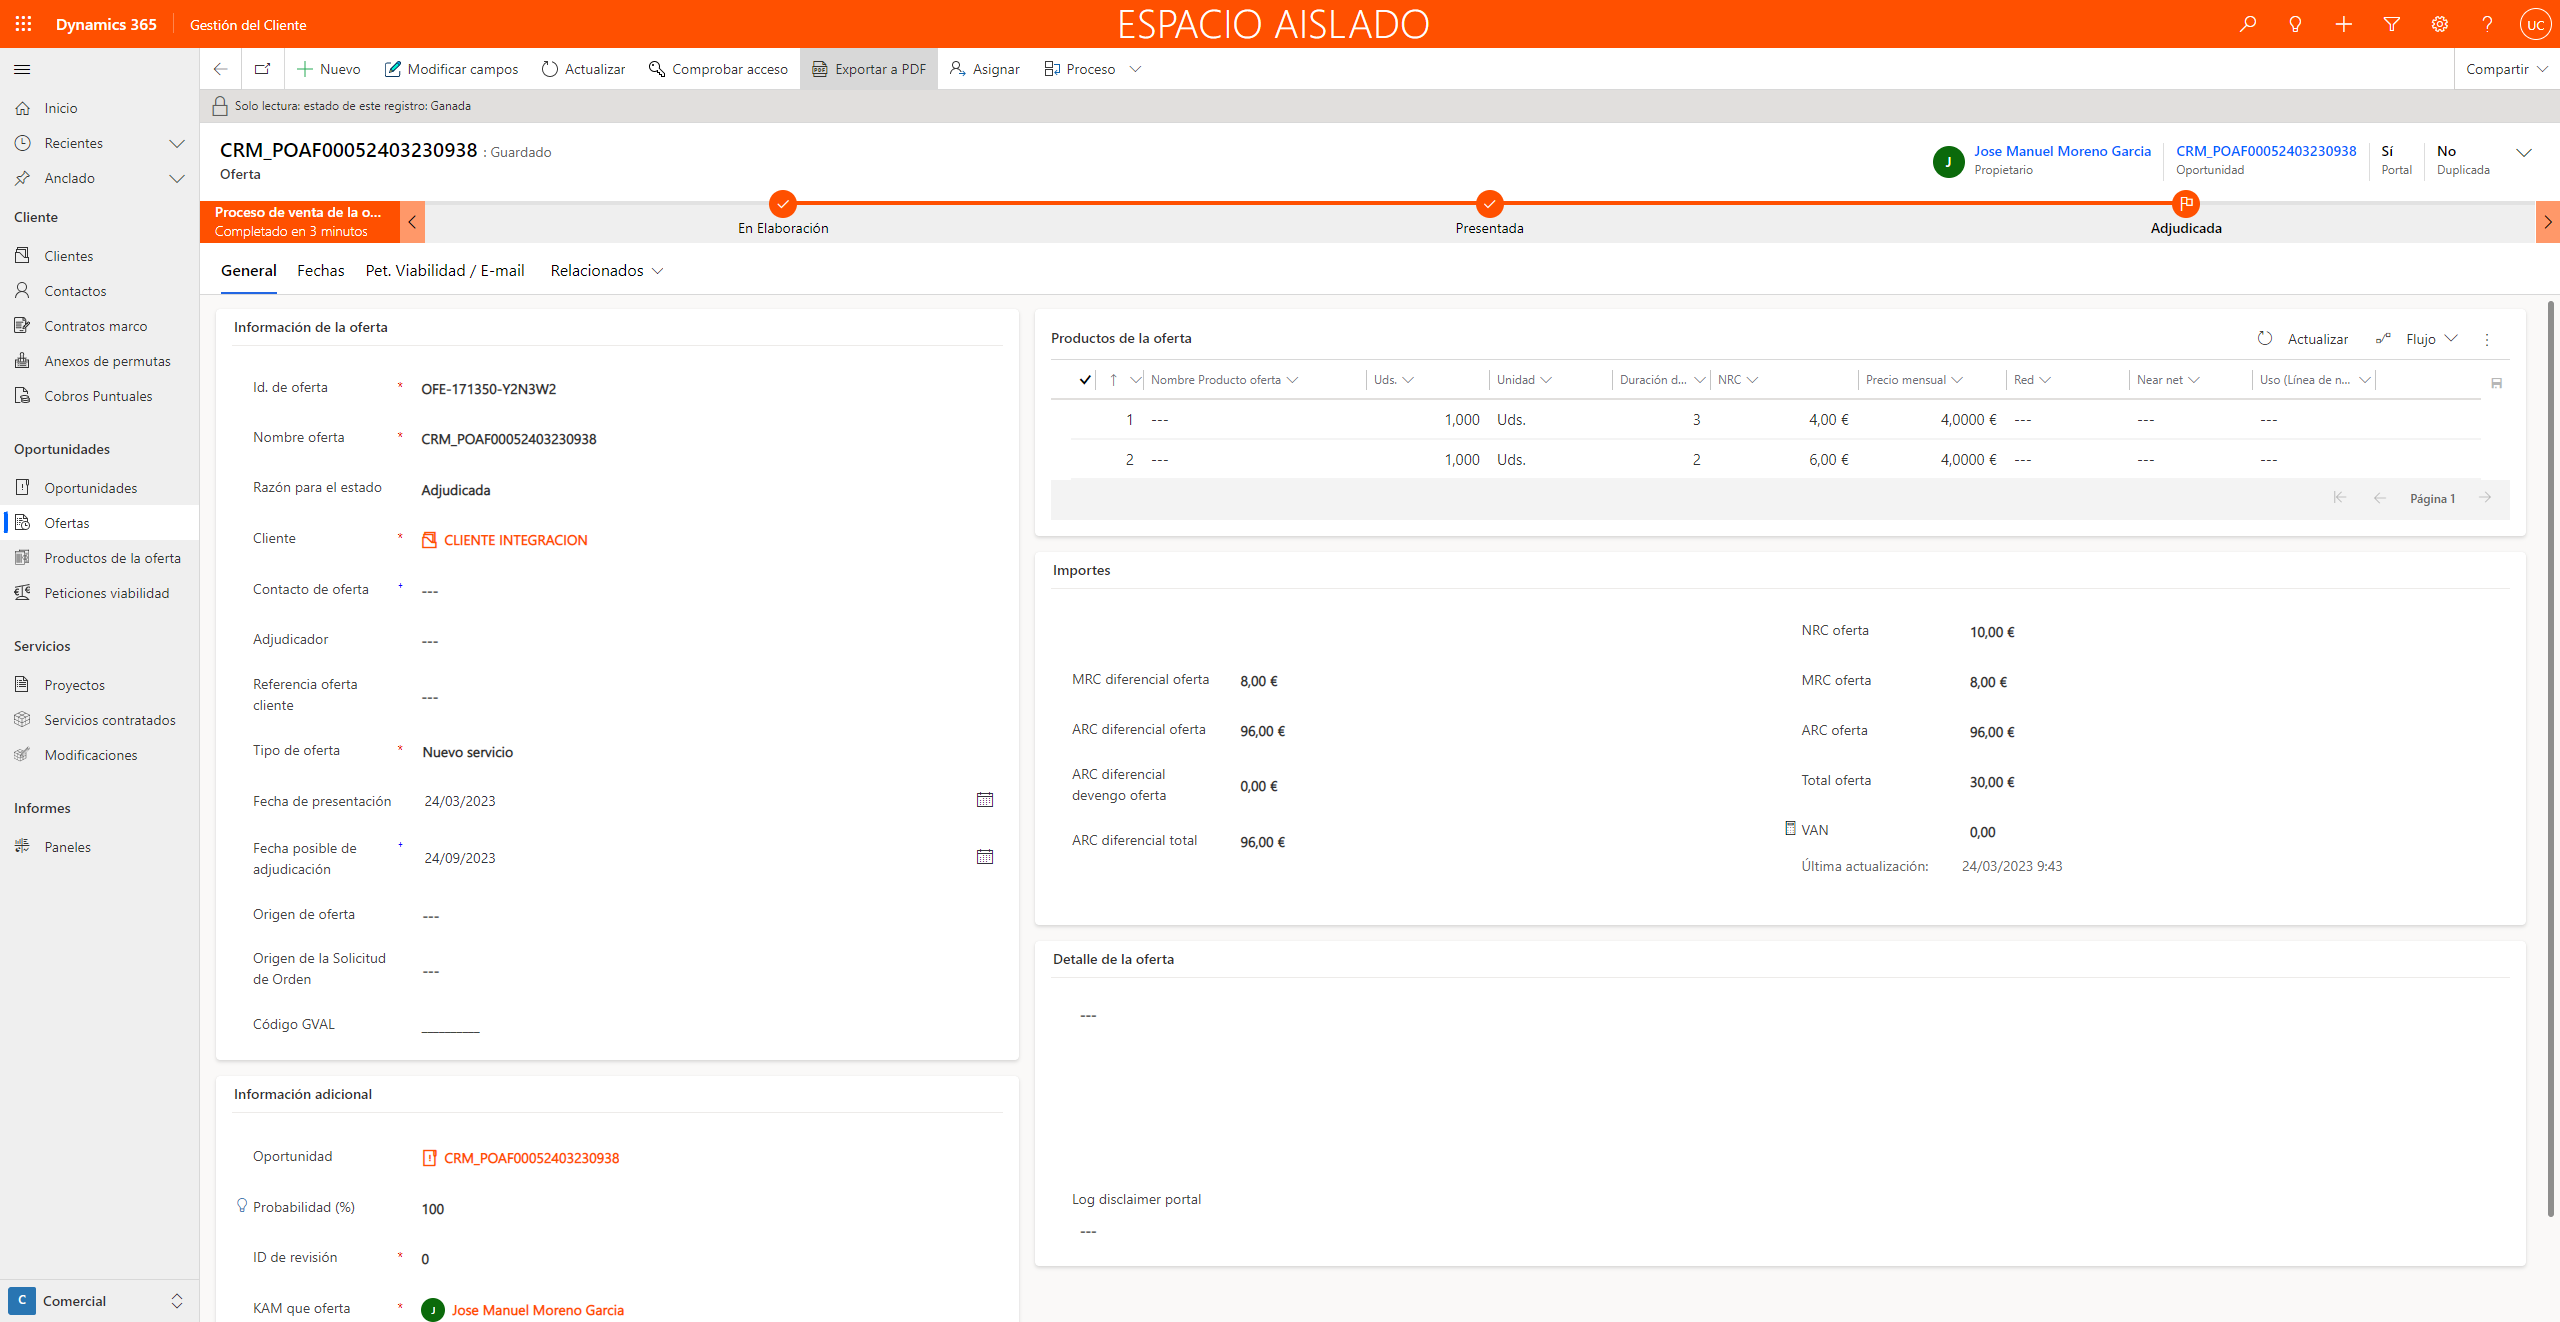 Dynamics 365
Gestión del Cliente
ESPACIO AISLADO
UC
Nuevo
Modificar campos
Actualizar
Comprobar acceso
Exportar a PDF
Asignar
Proceso
Compartir
Solo lectura: estado de este registro: Ganada
Inicio
Recientes
Anclado
Cliente
Clientes
Contactos
Contratos marco
Anexos de permutas
Cobros Puntuales
Oportunidades
Oportunidades
Ofertas
Productos de la oferta
Peticiones viabilidad
Servicios
Proyectos
Servicios contratados
Modificaciones
Informes
Paneles
C
Comercial
CRM_POAF00052403230938 : Guardado
Oferta
J
Jose Manuel Moreno Garcia
Propietario
CRM_POAF00052403230938
Oportunidad
Sí
Portal
No
Duplicada
Proceso de venta de la o...
Completado en 3 minutos
En Elaboración
Presentada
Adjudicada
General
Fechas
Pet. Viabilidad / E-mail
Relacionados
Información de la oferta
Id. de oferta * OFE-171350-Y2N3W2
Nombre oferta * CRM_POAF00052403230938
Razón para el estado Adjudicada
Cliente * CLIENTE INTEGRACION
Contacto de oferta + ---
Adjudicador ---
Referencia oferta
cliente ---
Tipo de oferta * Nuevo servicio
Fecha de presentación 24/03/2023
Fecha posible de
adjudicación + 24/09/2023
Origen de oferta ---
Origen de la Solicitud
de Orden ---
Código GVAL __________
Información adicional
Oportunidad CRM_POAF00052403230938
Probabilidad (%) 100
ID de revisión * 0
KAM que oferta * J Jose Manuel Moreno Garcia
Productos de la oferta
Actualizar
Flujo
Nombre Producto oferta Uds. Unidad Duración d... NRC Precio mensual Red Near net Uso (Línea de n...
1 --- 1,000 Uds. 3 4,00 € 4,0000 € --- --- ---
2 --- 1,000 Uds. 2 6,00 € 4,0000 € --- --- ---
Página 1
Importes
NRC oferta 10,00 €
MRC diferencial oferta 8,00 €
MRC oferta 8,00 €
ARC diferencial oferta 96,00 €
ARC oferta 96,00 €
ARC diferencial
devengo oferta 0,00 €
Total oferta 30,00 €
ARC diferencial total 96,00 €
VAN 0,00
Última actualización: 24/03/2023 9:43
Detalle de la oferta
---
Log disclaimer portal
---